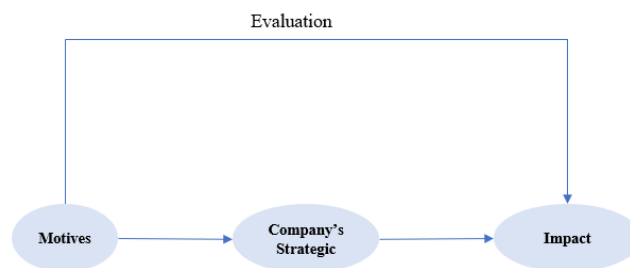 Evaluation
Motives
Company's
Strategic
Impact